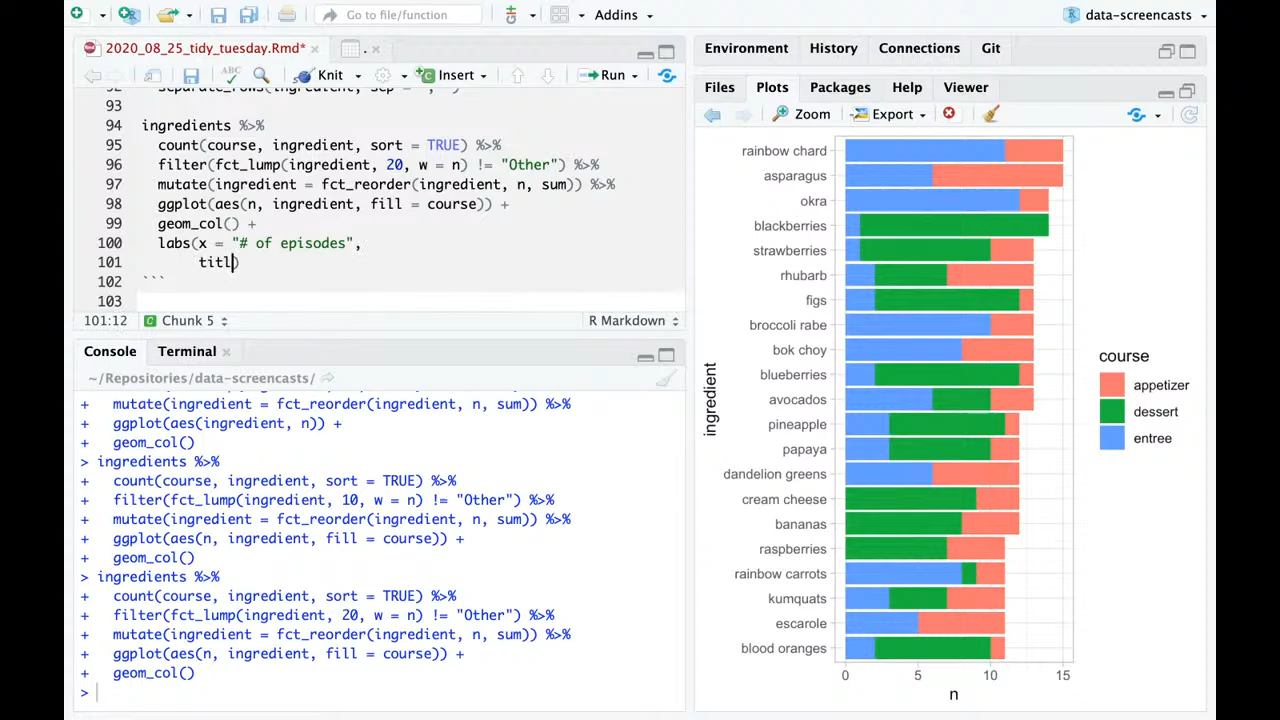 Go to file/function
Addins
data-screencasts
2020_08_25_tidy_tuesday.Rmd*
.
ABC
Knit
Insert
Run
93
94 ingredients %>%
95 count(course, ingredient, sort = TRUE) %>%
96 filter(fct_lump(ingredient, 20, w = n) != "Other") %>%
97 mutate(ingredient = fct_reorder(ingredient, n, sum)) %>%
98 ggplot(aes(n, ingredient, fill = course)) +
99 geom_col() +
100 labs(x = "# of episodes",
101 titl)
102 ```
103
101:12 Chunk 5 R Markdown
Console Terminal
~/Repositories/data-screencasts/
+ mutate(ingredient = fct_reorder(ingredient, n, sum)) %>%
+ ggplot(aes(ingredient, n)) +
+ geom_col()
> ingredients %>%
+ count(course, ingredient, sort = TRUE) %>%
+ filter(fct_lump(ingredient, 10, w = n) != "Other") %>%
+ mutate(ingredient = fct_reorder(ingredient, n, sum)) %>%
+ ggplot(aes(n, ingredient, fill = course)) +
+ geom_col()
> ingredients %>%
+ count(course, ingredient, sort = TRUE) %>%
+ filter(fct_lump(ingredient, 20, w = n) != "Other") %>%
+ mutate(ingredient = fct_reorder(ingredient, n, sum)) %>%
+ ggplot(aes(n, ingredient, fill = course)) +
+ geom_col()
>
Environment History Connections Git
Files Plots Packages Help Viewer
Zoom Export
rainbow chard
asparagus
okra
blackberries
strawberries
rhubarb
figs
broccoli rabe
bok choy
blueberries
avocados
pineapple
papaya
dandelion greens
cream cheese
bananas
raspberries
rainbow carrots
kumquats
escarole
blood oranges
ingredient
0 5 10 15
n
course
appetizer
dessert
entree